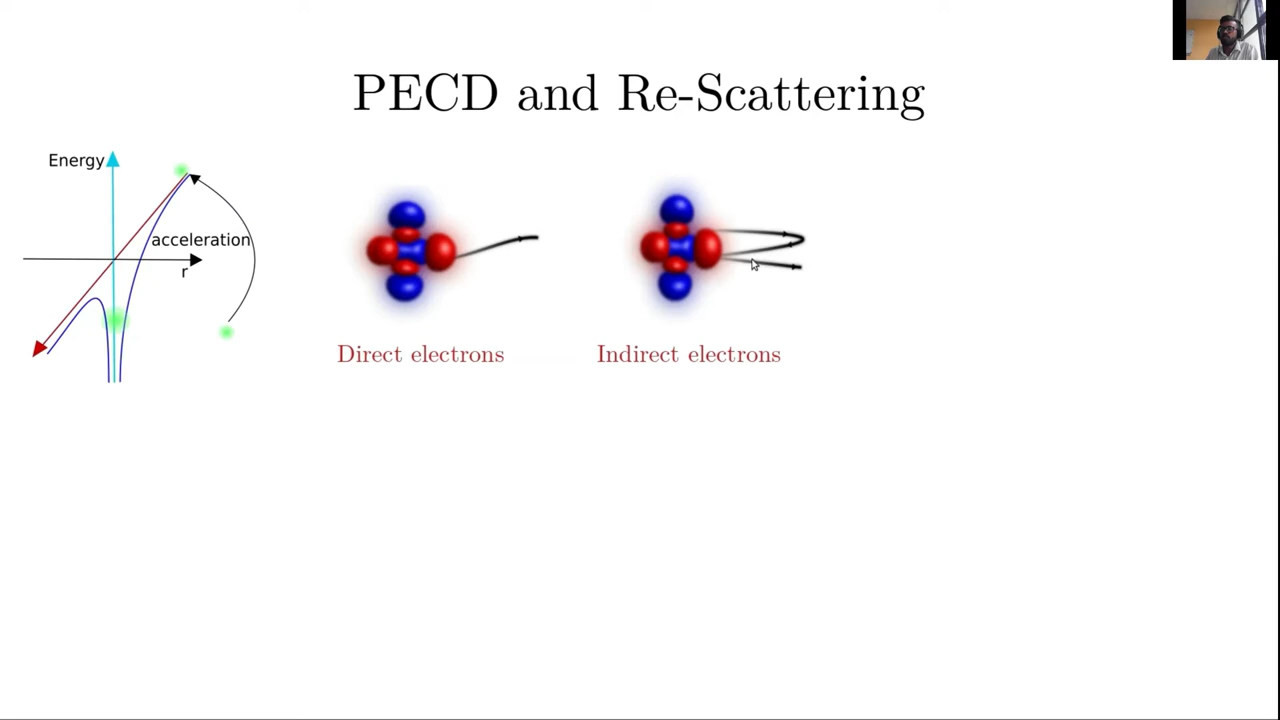 PECD and Re-Scattering
Energy
acceleration
r
Direct electrons
Indirect electrons